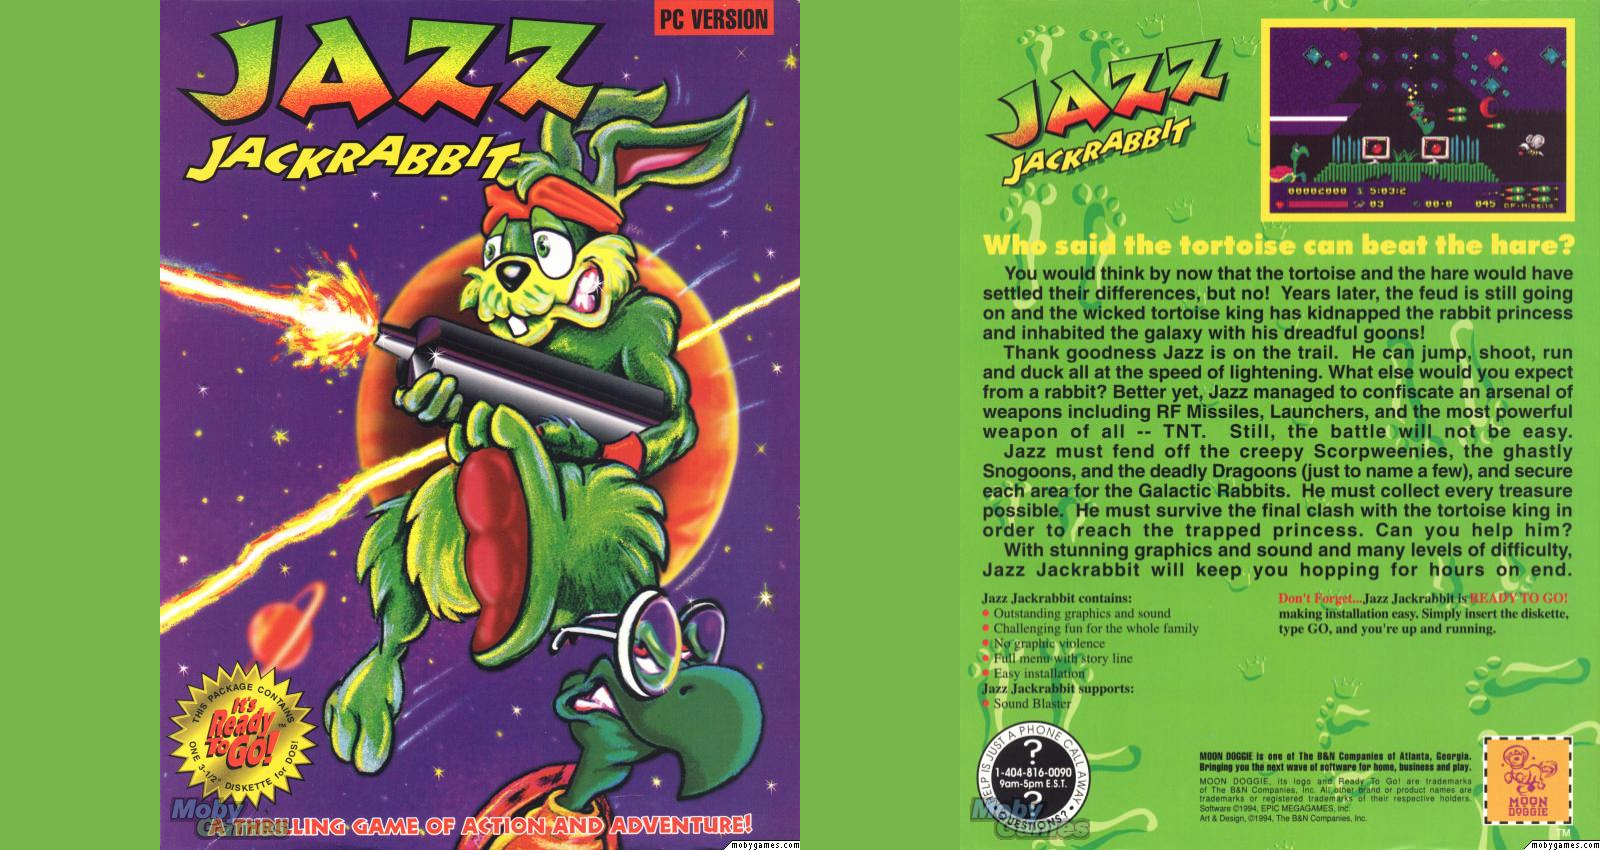 PC VERSION
JAZZ
JACKRABBIT
THIS PACKAGE CONTAINS
It's
Ready
To GO!
™
ONE 3-1/2" DISKETTE for DOS!
Moby
Games
A THRILLING GAME OF ACTION AND ADVENTURE!
mobygames.com
JAZZ
JACKRABBIT
00002000 1 5:03:2
03 00·0 045 RF-Missile
Who said the tortoise can beat the hare?
You would think by now that the tortoise and the hare would have
settled their differences, but no! Years later, the feud is still going
on and the wicked tortoise king has kidnapped the rabbit princess
and inhabited the galaxy with his dreadful goons!
Thank goodness Jazz is on the trail. He can jump, shoot, run
and duck all at the speed of lightening. What else would you expect
from a rabbit? Better yet, Jazz managed to confiscate an arsenal of
weapons including RF Missiles, Launchers, and the most powerful
weapon of all -- TNT. Still, the battle will not be easy.
Jazz must fend off the creepy Scorpweenies, the ghastly
Snogoons, and the deadly Dragoons (just to name a few), and secure
each area for the Galactic Rabbits. He must collect every treasure
possible. He must survive the final clash with the tortoise king in
order to reach the trapped princess. Can you help him?
With stunning graphics and sound and many levels of difficulty,
Jazz Jackrabbit will keep you hopping for hours on end.
Jazz Jackrabbit contains:
• Outstanding graphics and sound
• Challenging fun for the whole family
• No graphic violence
• Full menu with story line
• Easy installation
Jazz Jackrabbit supports:
• Sound Blaster
Don't Forget...Jazz Jackrabbit is READY TO GO!
making installation easy. Simply insert the diskette,
type GO, and you're up and running.
HELP IS JUST A PHONE CALL AWAY •
?
1-404-816-0090
9am-5pm E.S.T.
?
QUESTIONS?
Moby
Games
MOON DOGGIE is one of The B&N Companies of Atlanta, Georgia.
Bringing you the next wave of software for home, business and play.
MOON DOGGIE, its logo and Ready To Go! are trademarks
of The B&N Companies, Inc. All other brand or product names are
trademarks or registered trademarks of their respective holders.
Software ©1994, EPIC MEGAGAMES, Inc.
Art & Design, ©1994, The B&N Companies, Inc.
MOON
DOGGIE
TM
mobygames.com